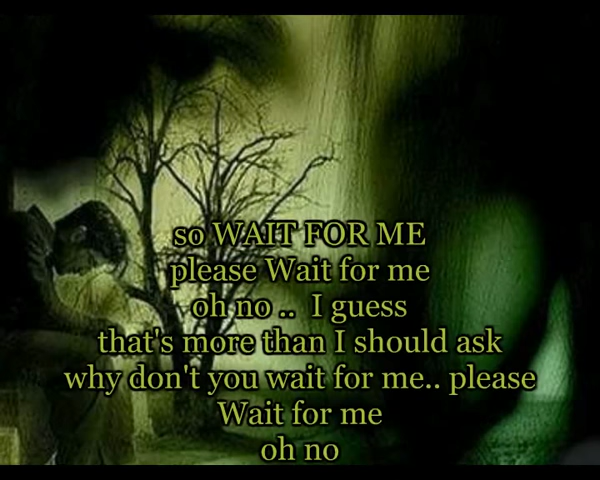 so WAIT FOR ME
please Wait for me
oh no .. I guess
that's more than I should ask
why don't you wait for me.. please
Wait for me
oh no